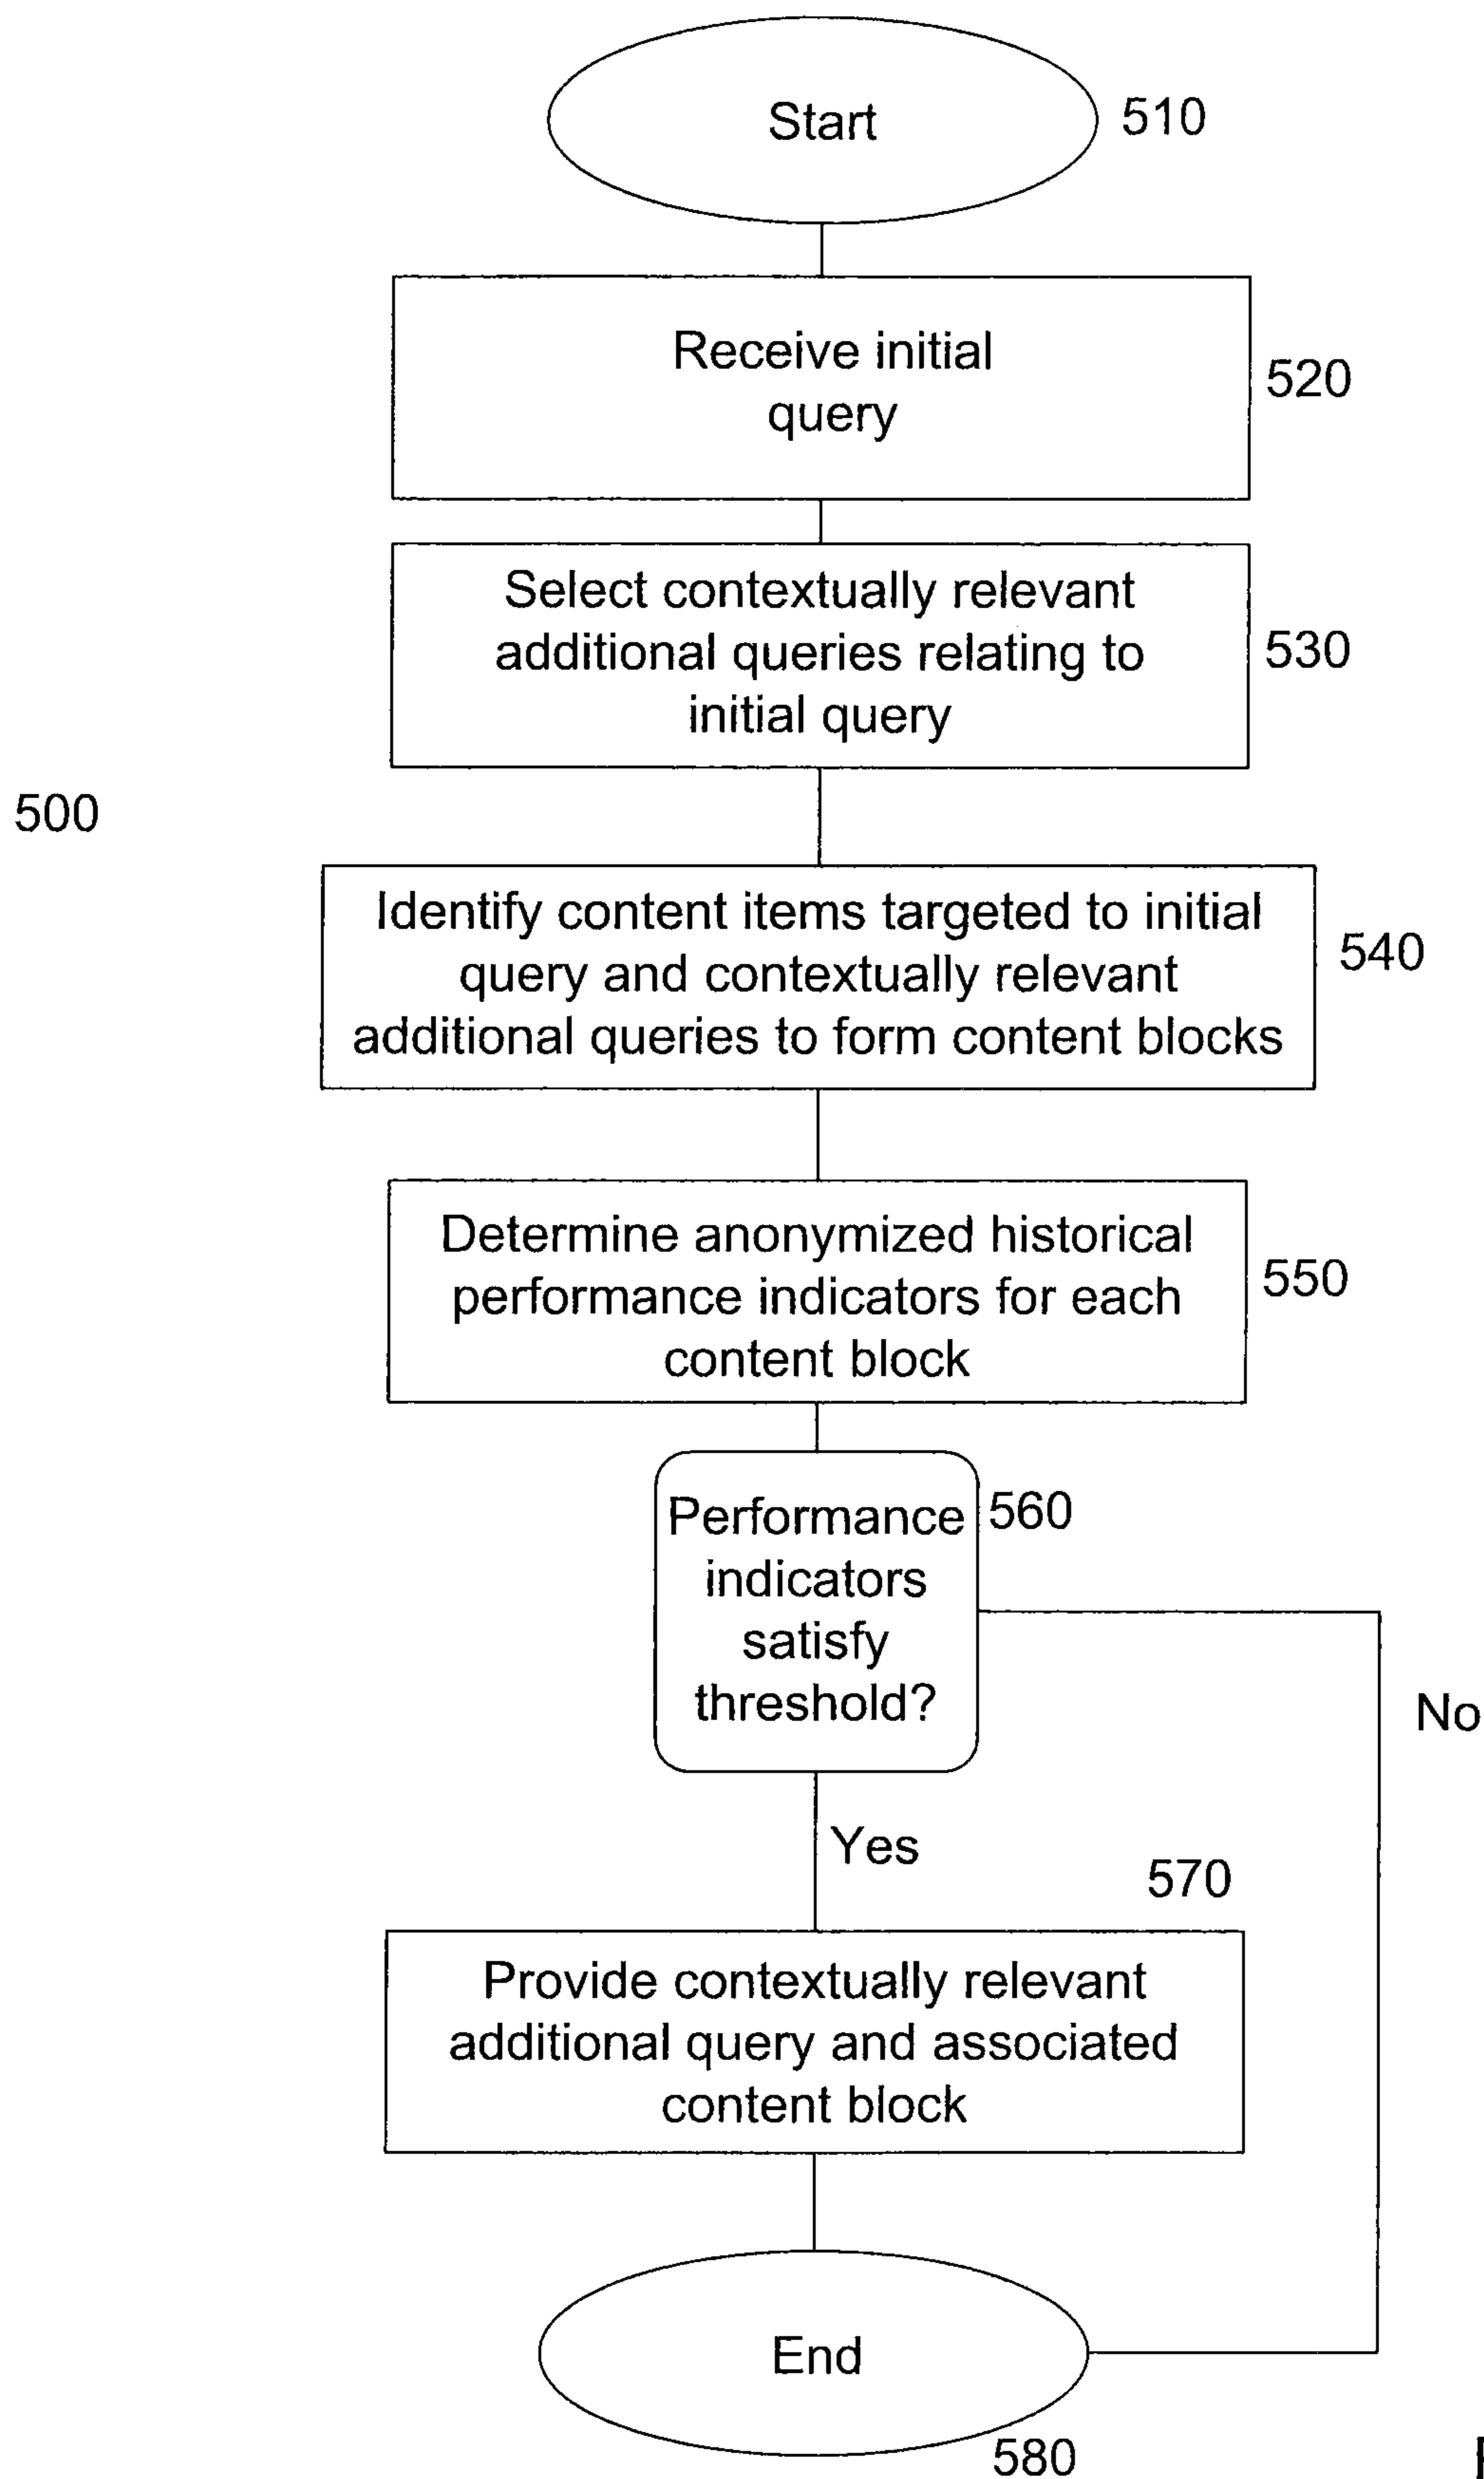 Start
510
Receive initial
query
520
Select contextually relevant
additional queries relating to
initial query
530
500
Identify content items targeted to initial
query and contextually relevant
additional queries to form content blocks
540
Determine anonymized historical
performance indicators for each
content block
550
Performance
indicators
satisfy
threshold?
560
No
Yes
570
Provide contextually relevant
additional query and associated
content block
End
580